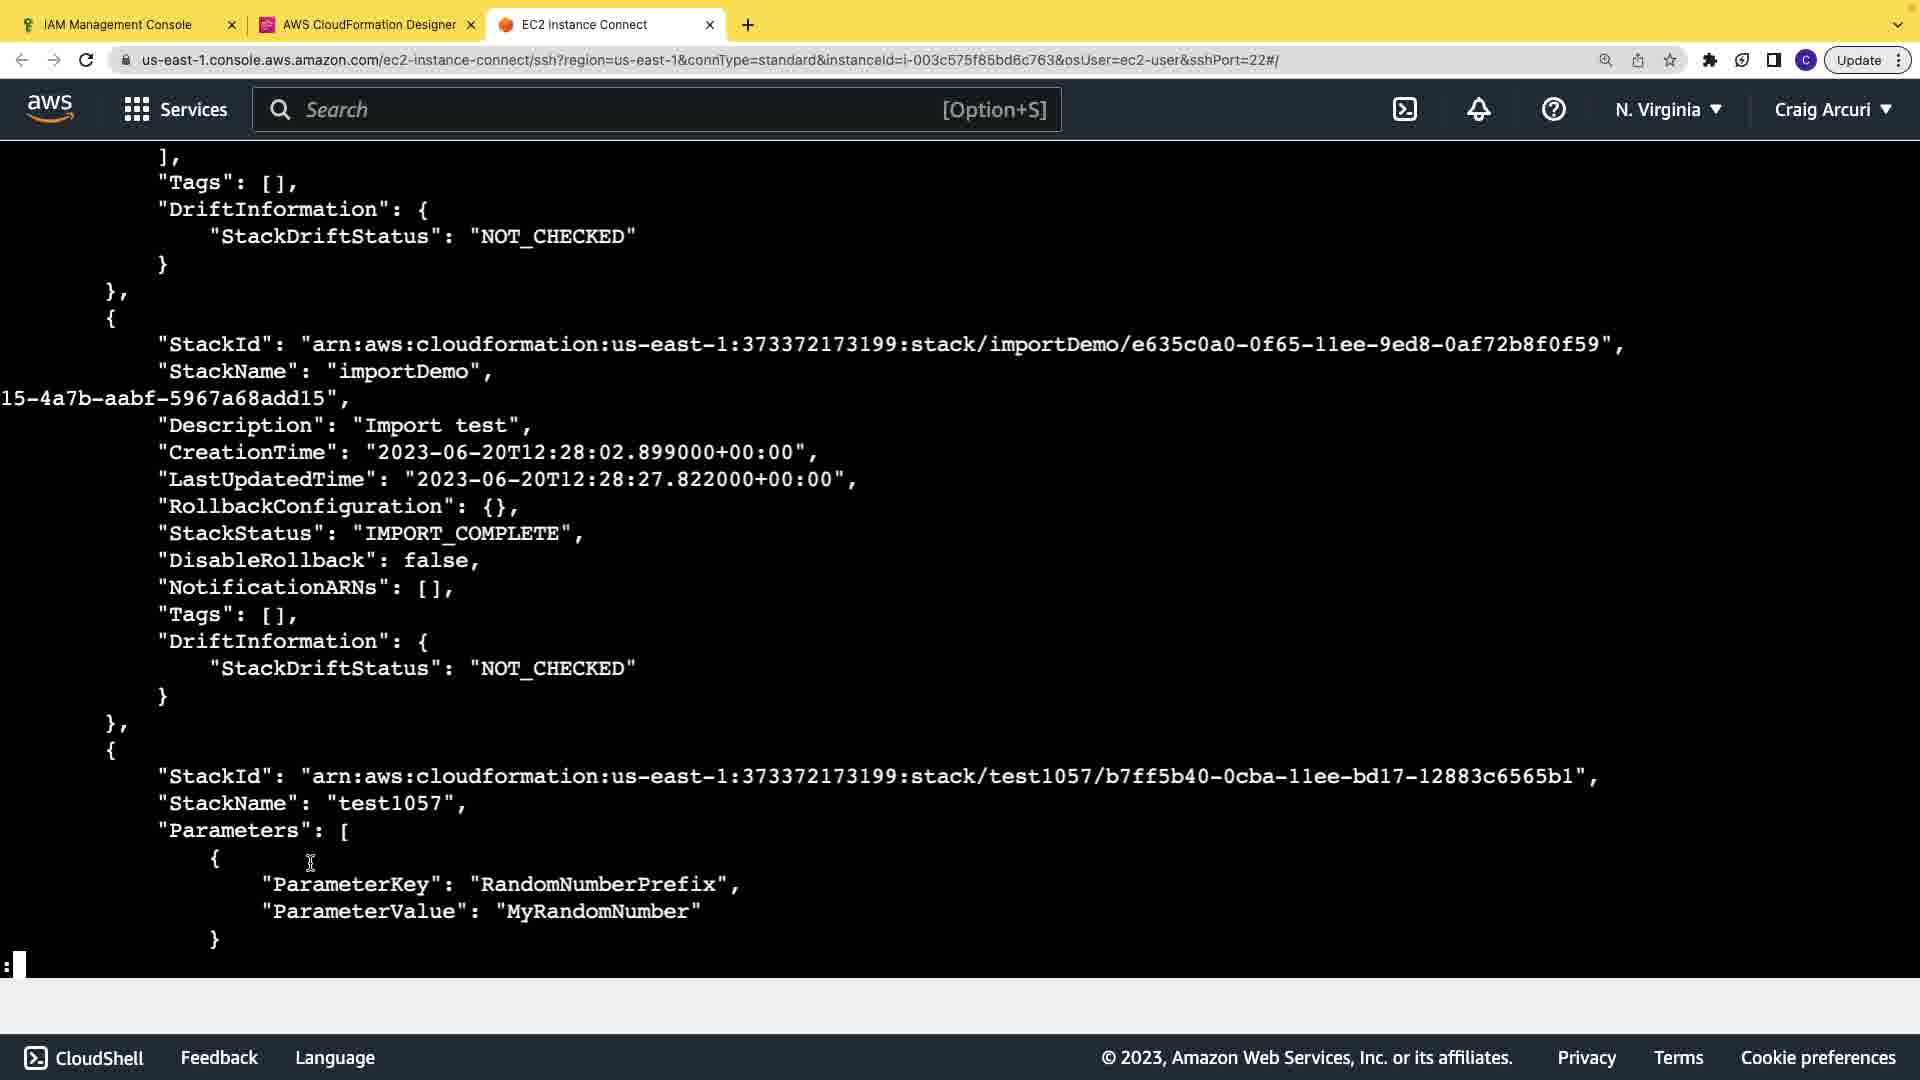 IAM Management Console
AWS CloudFormation Designer
EC2 Instance Connect
us-east-1.console.aws.amazon.com/ec2-instance-connect/ssh?region=us-east-1&connType=standard&instanceId=i-003c575f85bd6c763&osUser=ec2-user&sshPort=22#/
C
Update
aws
Services
Search
[Option+S]
N. Virginia
Craig Arcuri
],
"Tags": [],
"DriftInformation": {
"StackDriftStatus": "NOT_CHECKED"
}
},
{
"StackId": "arn:aws:cloudformation:us-east-1:373372173199:stack/importDemo/e635c0a0-0f65-11ee-9ed8-0af72b8f0f59",
"StackName": "importDemo",
15-4a7b-aabf-5967a68add15",
"Description": "Import test",
"CreationTime": "2023-06-20T12:28:02.899000+00:00",
"LastUpdatedTime": "2023-06-20T12:28:27.822000+00:00",
"RollbackConfiguration": {},
"StackStatus": "IMPORT_COMPLETE",
"DisableRollback": false,
"NotificationARNs": [],
"Tags": [],
"DriftInformation": {
"StackDriftStatus": "NOT_CHECKED"
}
},
{
"StackId": "arn:aws:cloudformation:us-east-1:373372173199:stack/test1057/b7ff5b40-0cba-11ee-bd17-12883c6565b1",
"StackName": "test1057",
"Parameters": [
{
"ParameterKey": "RandomNumberPrefix",
"ParameterValue": "MyRandomNumber"
}
:
CloudShell
Feedback
Language
© 2023, Amazon Web Services, Inc. or its affiliates.
Privacy
Terms
Cookie preferences